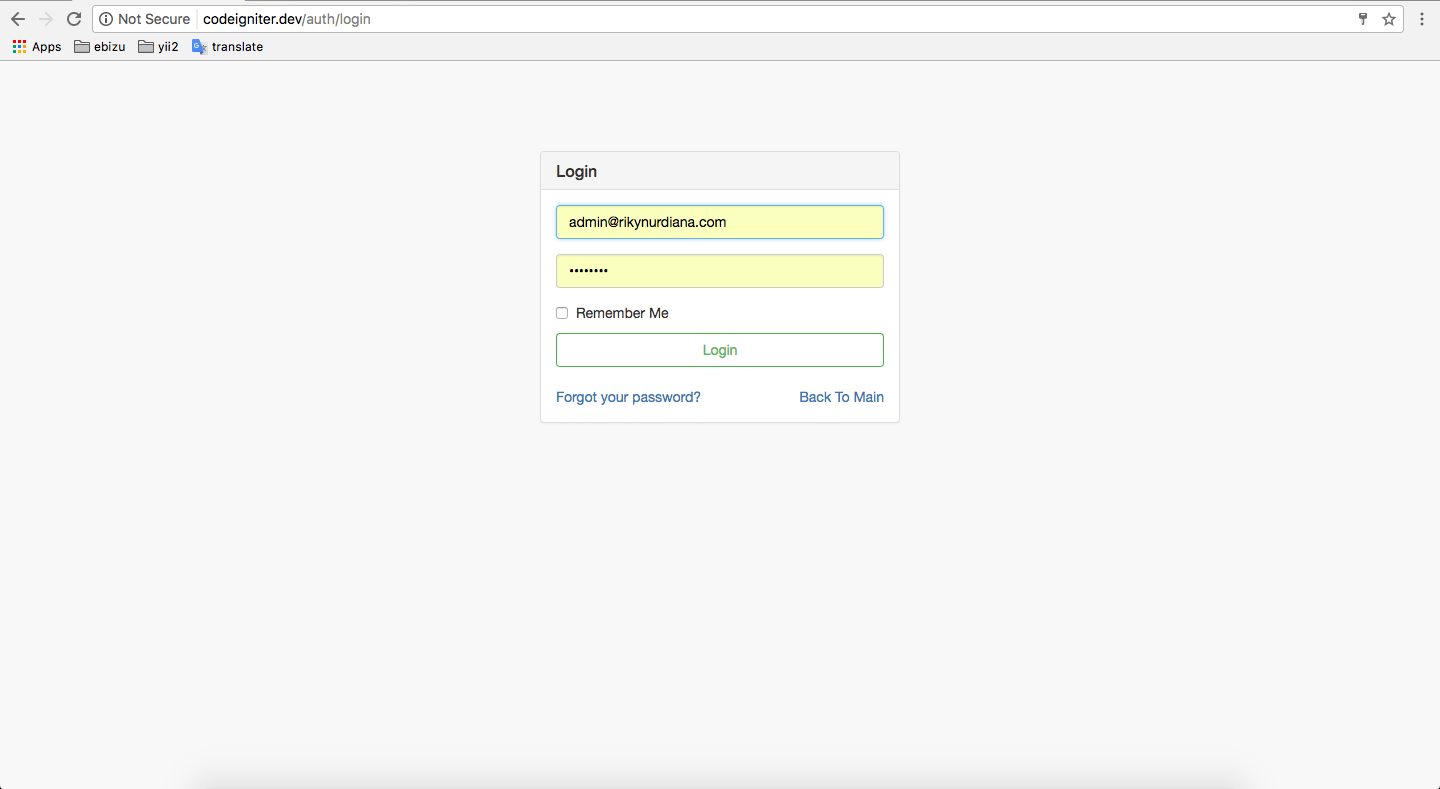 Not Secure codeigniter.dev/auth/login
Apps ebizu yii2 translate
Login
admin@rikynurdiana.com
••••••••
Remember Me
Login
Forgot your password? Back To Main